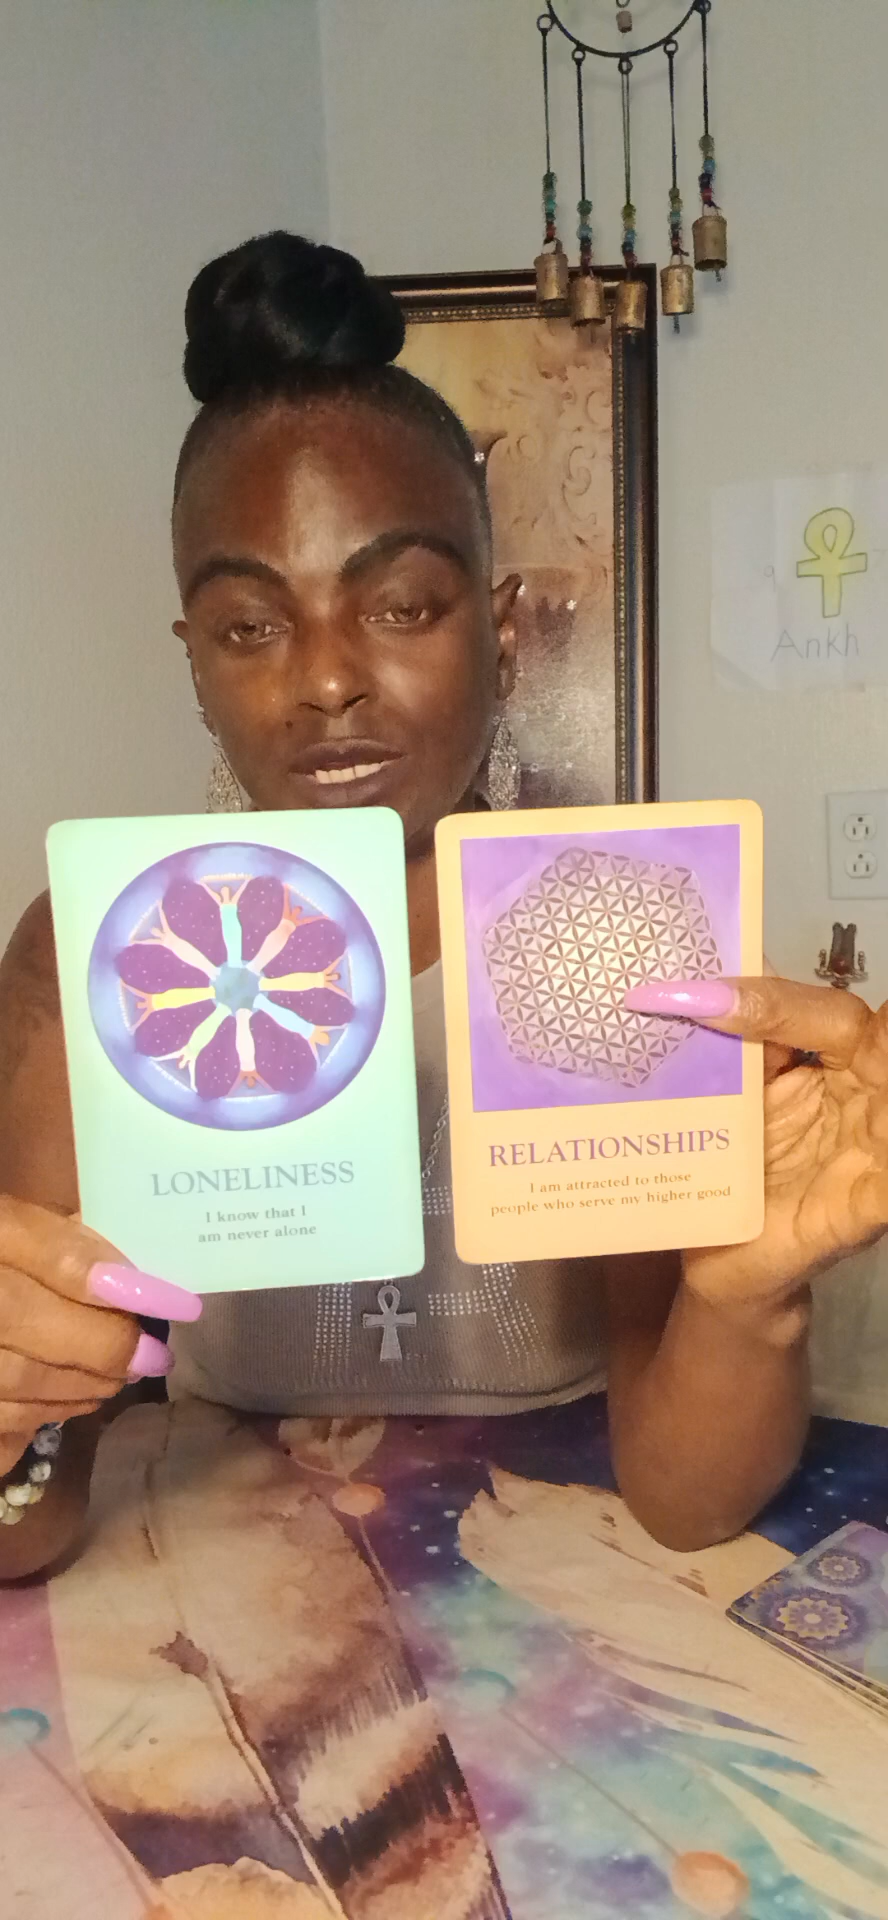 Ankh
LONELINESS
I know that I
am never alone
RELATIONSHIPS
I am attracted to those
people who serve my higher good